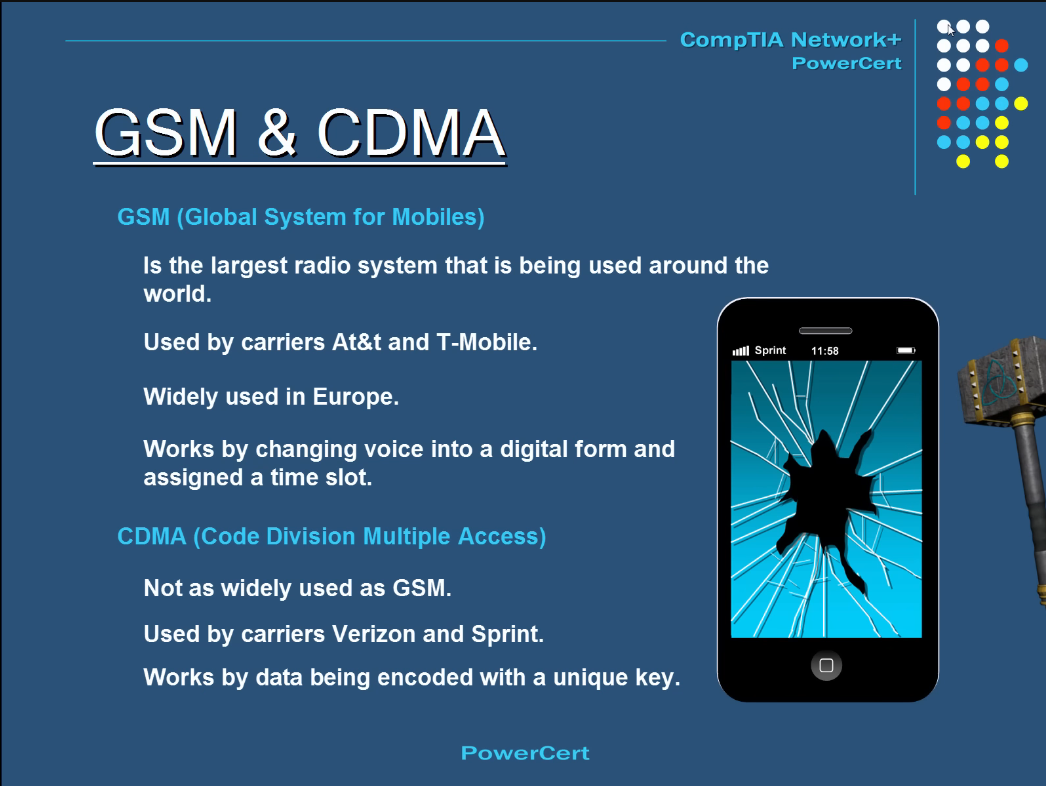 CompTIA Network+
PowerCert
GSM & CDMA
GSM (Global System for Mobiles)
Is the largest radio system that is being used around the
world.
Used by carriers At&t and T-Mobile.
Widely used in Europe.
Works by changing voice into a digital form and
assigned a time slot.
CDMA (Code Division Multiple Access)
Not as widely used as GSM.
Used by carriers Verizon and Sprint.
Works by data being encoded with a unique key.
Sprint 11:58
PowerCert